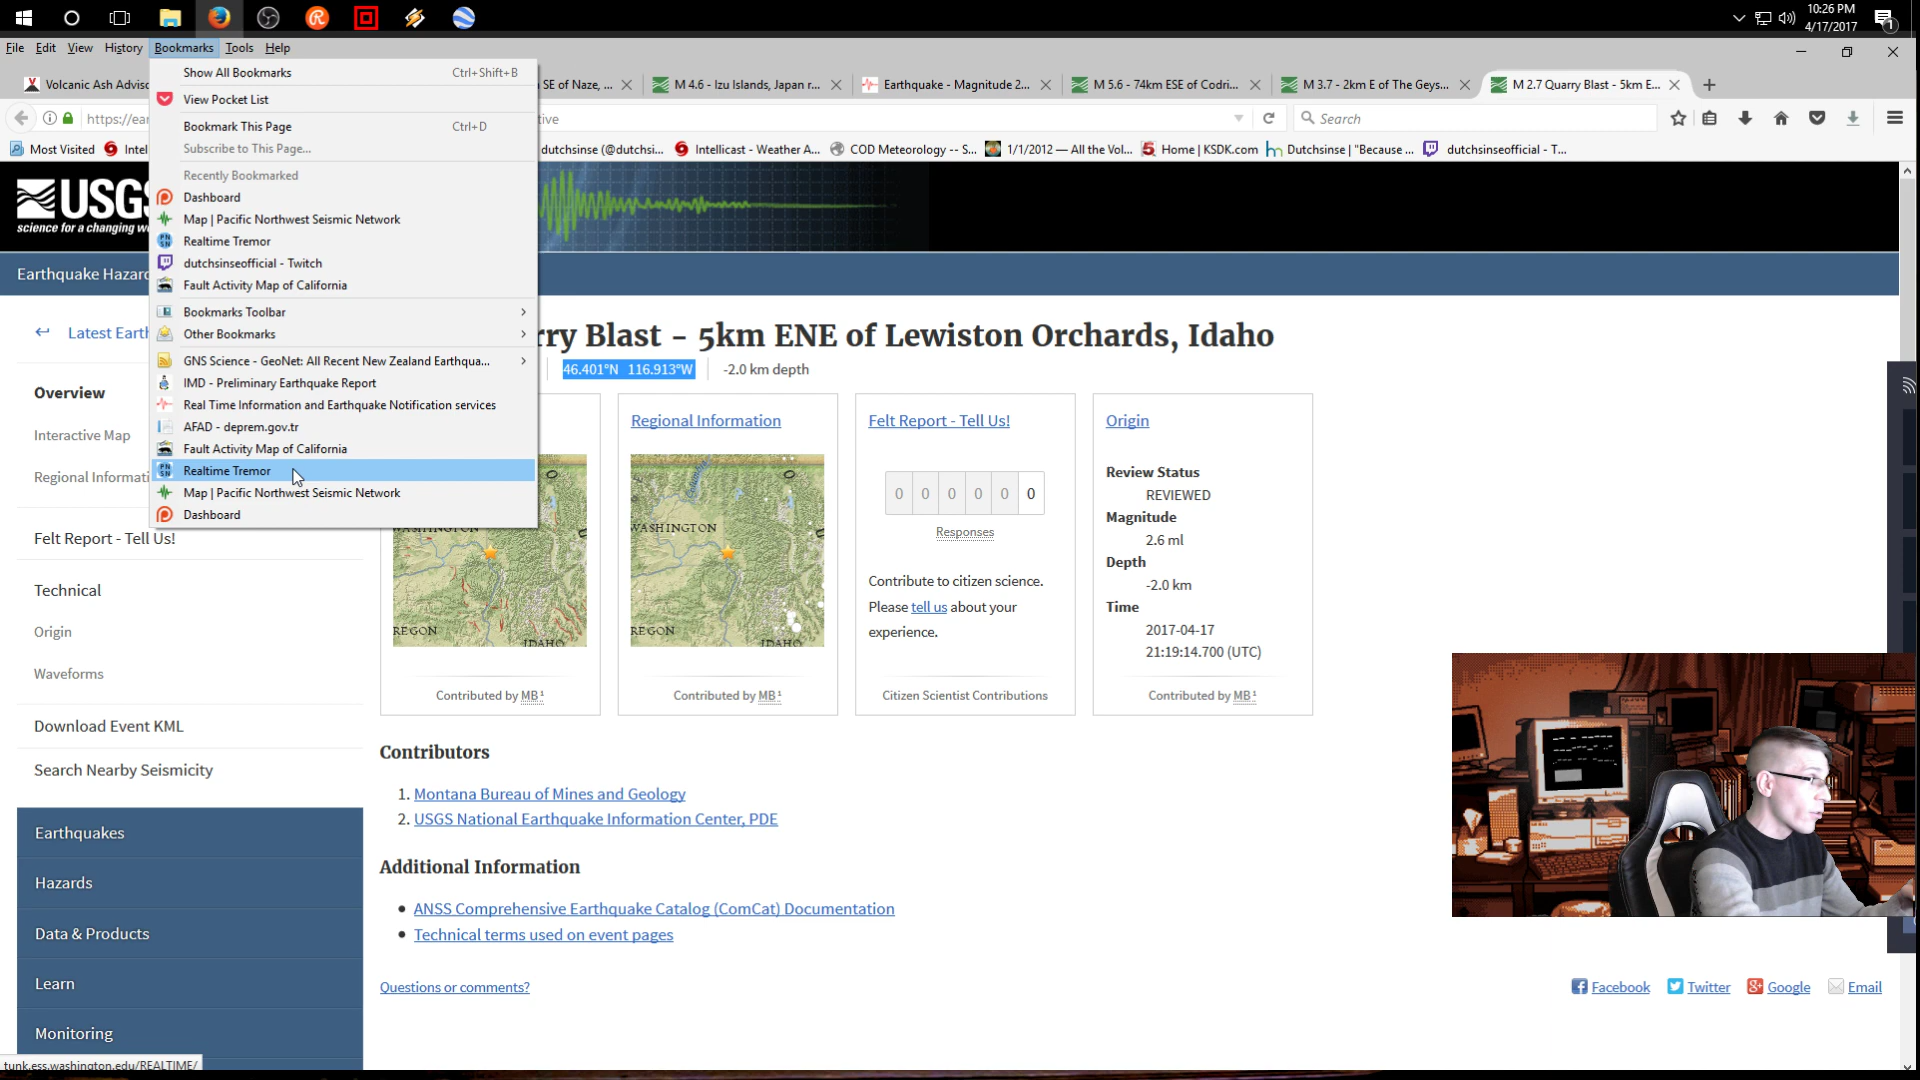 10:26 PM
4/17/2017
1
File Edit View History Bookmarks Tools Help
Volcanic Ash Adviso
SE of Naze, ...
M 4.6 - Izu Islands, Japan r...
Earthquake - Magnitude 2...
M 5.6 - 74km ESE of Codri...
M 3.7 - 2km E of The Geys...
M 2.7 Quarry Blast - 5km E...
https://ear
tive
Search
Most Visited
Intel
dutchsinse (@dutchsi...
Intellicast - Weather A...
COD Meteorology -- S...
1/1/2012 — All the Vol...
Home | KSDK.com
Dutchsinse | "Because ...
dutchsinseofficial - T...
Show All Bookmarks Ctrl+Shift+B
View Pocket List
Bookmark This Page Ctrl+D
Subscribe to This Page...
Recently Bookmarked
Dashboard
Map | Pacific Northwest Seismic Network
Realtime Tremor
dutchsinseofficial - Twitch
Fault Activity Map of California
Bookmarks Toolbar
Other Bookmarks
GNS Science - GeoNet: All Recent New Zealand Earthqua...
IMD - Preliminary Earthquake Report
Real Time Information and Earthquake Notification services
AFAD - deprem.gov.tr
Fault Activity Map of California
Realtime Tremor
Map | Pacific Northwest Seismic Network
Dashboard
USGS
science for a changing w
Earthquake Hazar
Latest Eart
Overview
Interactive Map
Regional Informati
Felt Report - Tell Us!
Technical
Origin
Waveforms
Download Event KML
Search Nearby Seismicity
Earthquakes
Hazards
Data & Products
Learn
Monitoring
tunk.ess.washington.edu/REALTIME/
rry Blast - 5km ENE of Lewiston Orchards, Idaho
46.401°N 116.913°W
-2.0 km depth
WASHINGTON
REGON
IDAHO
Contributed by MB¹
Regional Information
WASHINGTON
REGON
IDAHO
Contributed by MB¹
Felt Report - Tell Us!
0 0 0 0 0 0
Responses
Contribute to citizen science.
Please tell us about your
experience.
Citizen Scientist Contributions
Origin
Review Status
REVIEWED
Magnitude
2.6 ml
Depth
-2.0 km
Time
2017-04-17
21:19:14.700 (UTC)
Contributed by MB¹
Contributors
1. Montana Bureau of Mines and Geology
2. USGS National Earthquake Information Center, PDE
Additional Information
ANSS Comprehensive Earthquake Catalog (ComCat) Documentation
Technical terms used on event pages
Questions or comments?
Facebook Twitter Google Email